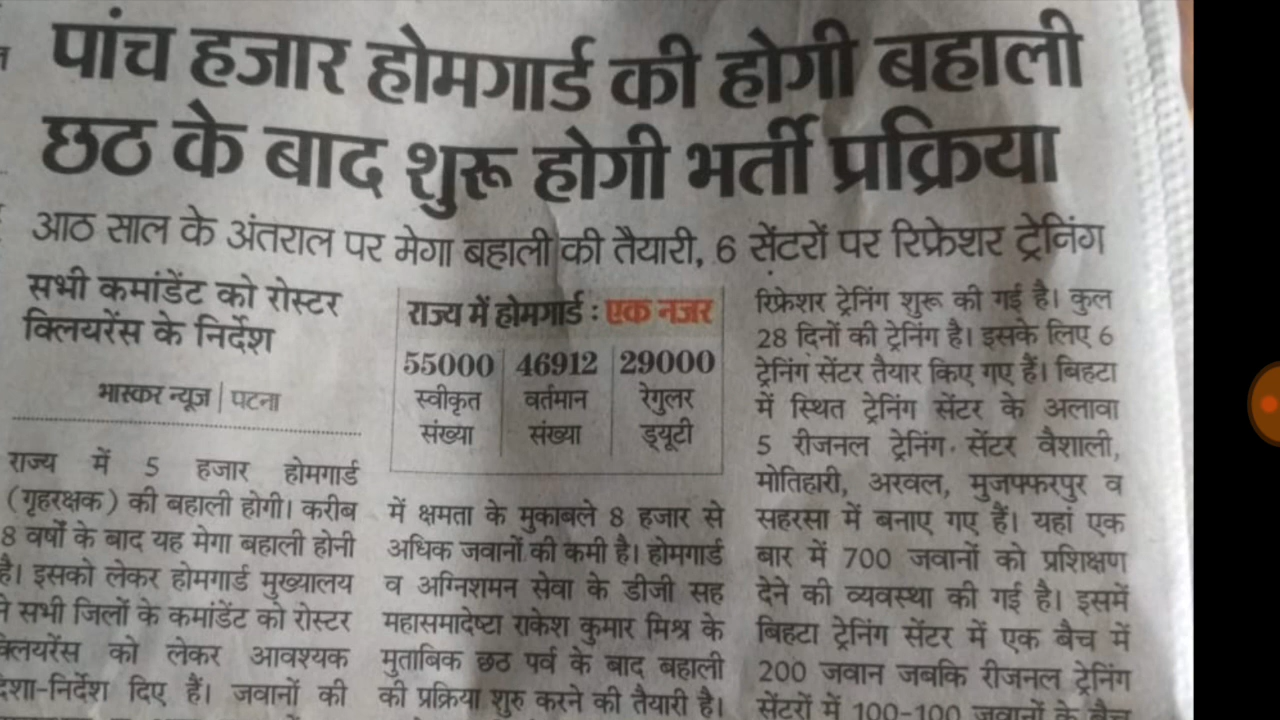 पांच हजार होमगार्ड की होगी बहाली
छठ के बाद शुरू होगी भर्ती प्रक्रिया
आठ साल के अंतराल पर मेगा बहाली की तैयारी, 6 सेंटरों पर रिफ्रेशर ट्रेनिंग
सभी कमांडेंट को रोस्टर
क्लियरेंस के निर्देश
भास्कर न्यूज | पटना
राज्य में 5 हजार होमगार्ड
(गृहरक्षक) की बहाली होगी। करीब
8 वर्षों के बाद यह मेगा बहाली होनी
है। इसको लेकर होमगार्ड मुख्यालय
ने सभी जिलों के कमांडेंट को रोस्टर
क्लियरेंस को लेकर आवश्यक
देशा-निर्देश दिए हैं। जवानों की
राज्य में होमगार्ड : एक नजर
55000 46912 29000
स्वीकृत वर्तमान रेगुलर
संख्या संख्या ड्यूटी
में क्षमता के मुकाबले 8 हजार से
अधिक जवानों की कमी है। होमगार्ड
व अग्निशमन सेवा के डीजी सह
महासमादेष्टा राकेश कुमार मिश्र के
मुताबिक छठ पर्व के बाद बहाली
की प्रक्रिया शुरु करने की तैयारी है।
रिफ्रेशर ट्रेनिंग शुरू की गई है। कुल
28 दिनों की ट्रेनिंग है। इसके लिए 6
ट्रेनिंग सेंटर तैयार किए गए हैं। बिहटा
में स्थित ट्रेनिंग सेंटर के अलावा
5 रीजनल ट्रेनिंग सेंटर वैशाली,
मोतिहारी, अरवल, मुजफ्फरपुर व
सहरसा में बनाए गए हैं। यहां एक
बार में 700 जवानों को प्रशिक्षण
देने की व्यवस्था की गई है। इसमें
बिहटा ट्रेनिंग सेंटर में एक बैच में
200 जवान जबकि रीजनल ट्रेनिंग
सेंटरों में 100-100 जवानों के बैच